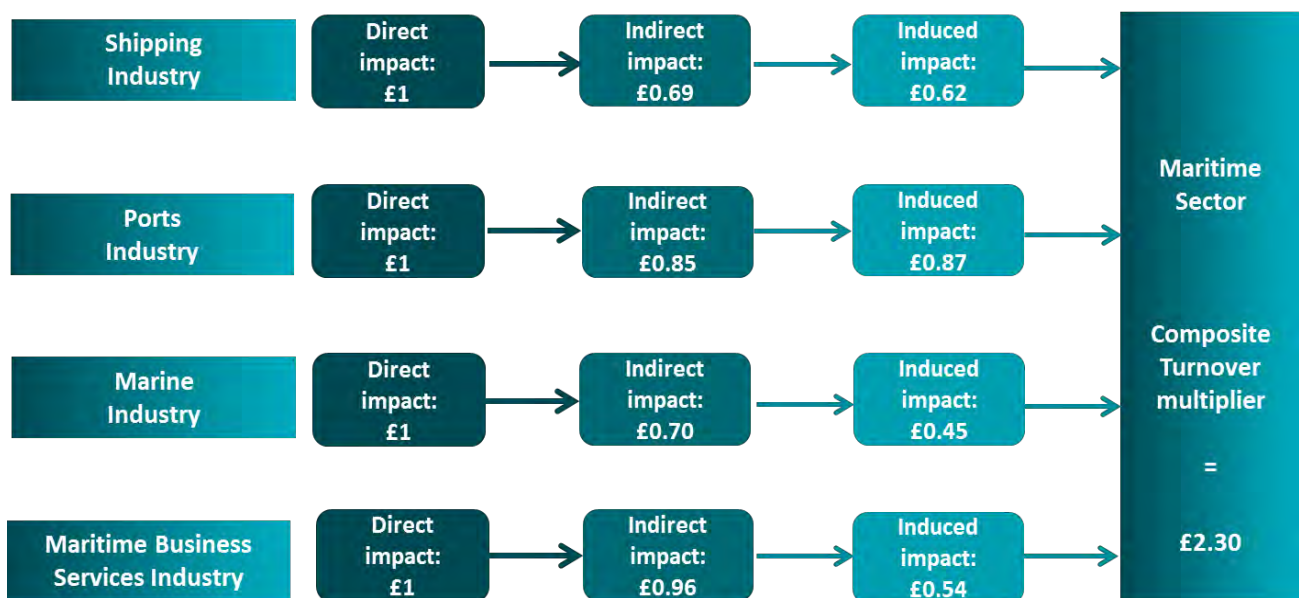 Shipping
Industry
Direct
impact:
£1
Indirect
impact:
£0.69
Induced
impact:
£0.62
Ports
Industry
Direct
impact:
£1
Indirect
impact:
£0.85
Induced
impact:
£0.87
Marine
Industry
Direct
impact:
£1
Indirect
impact:
£0.70
Induced
impact:
£0.45
Maritime Business
Services Industry
Direct
impact:
£1
Indirect
impact:
£0.96
Induced
impact:
£0.54
Maritime
Sector
Composite
Turnover
multiplier
=
£2.30